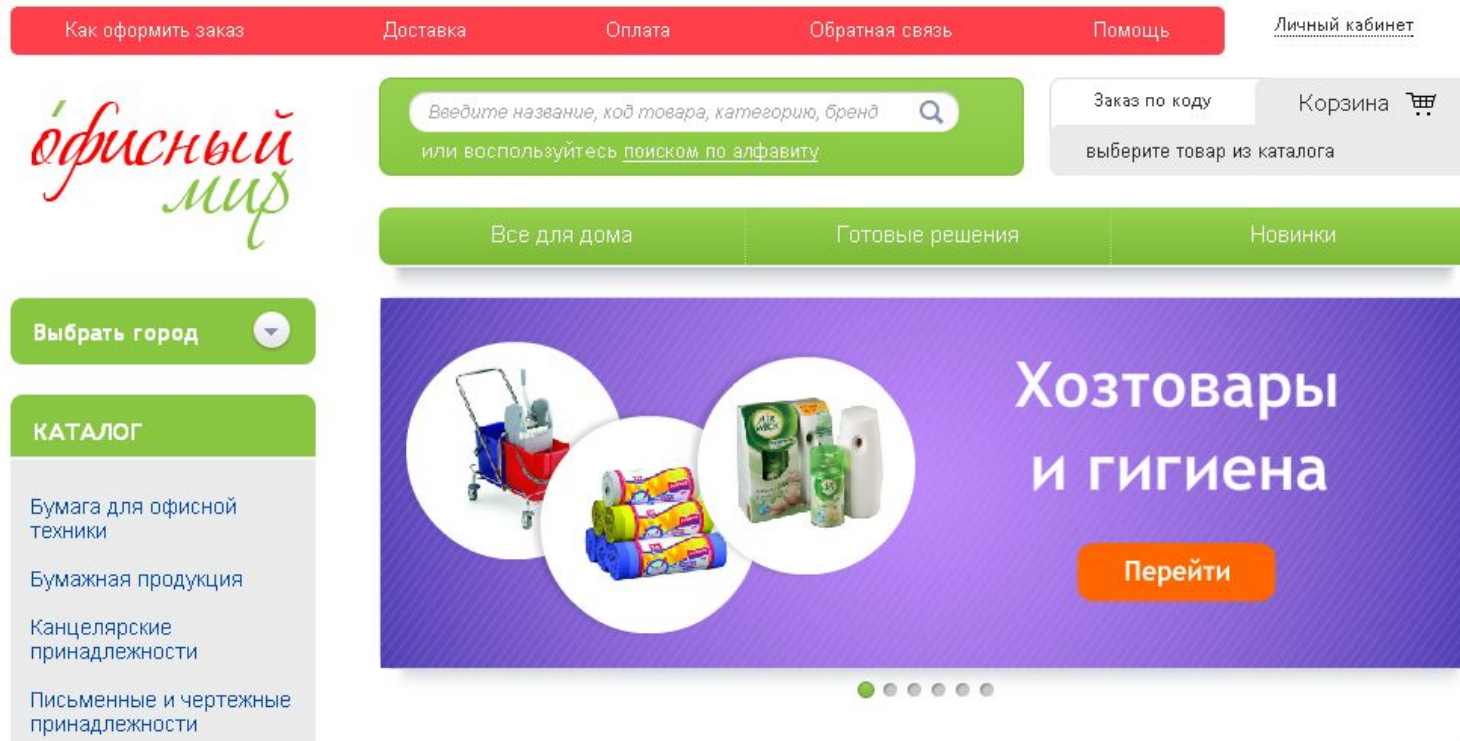 Как оформить заказ
Доставка
Оплата
Обратная связь
Помощь
Личный кабинет
офисный
мир
Введите название, код товара, категорию, бренд
или воспользуйтесь поиском по алфавиту
Заказ по коду
Корзина
выберите товар из каталога
Все для дома
Готовые решения
Новинки
Выбрать город
КАТАЛОГ
Бумага для офисной
техники
Бумажная продукция
Канцелярские
принадлежности
Письменные и чертежные
принадлежности
Хозтовары
и гигиена
Перейти
AIR
WICK